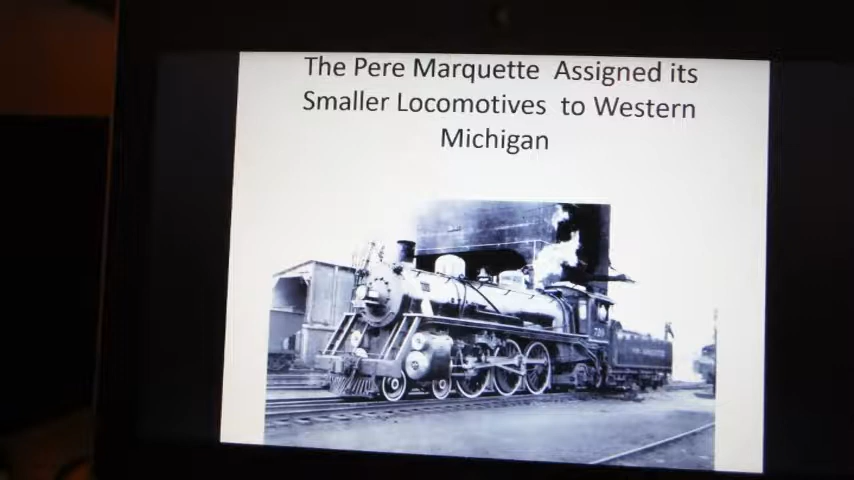 The Pere Marquette Assigned its
Smaller Locomotives to Western
Michigan